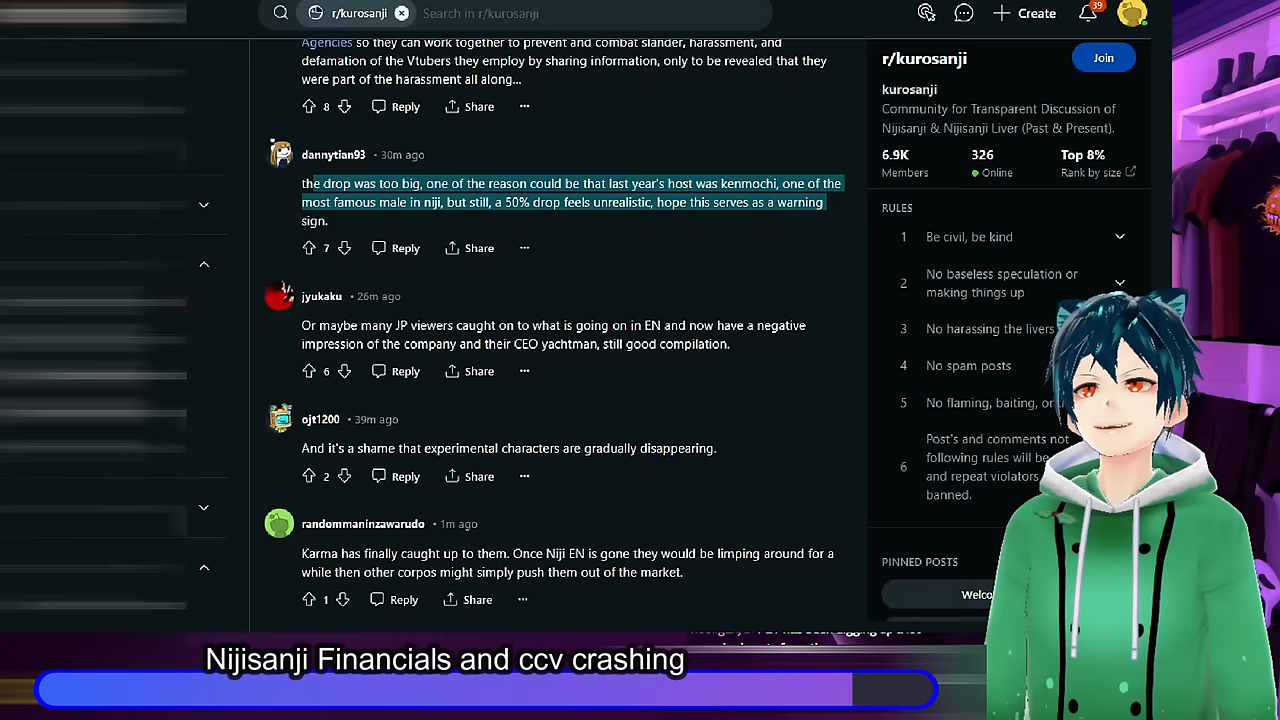 r/kurosanji
Search in r/kurosanji
Create
39
Agencies so they can work together to prevent and combat slander, harassment, and
defamation of the Vtubers they employ by sharing information, only to be revealed that they
were part of the harassment all along...
8 Reply Share ...
dannytian93 • 30m ago
the drop was too big, one of the reason could be that last year's host was kenmochi, one of the
most famous male in niji, but still, a 50% drop feels unrealistic, hope this serves as a warning
sign.
7 Reply Share ...
jyukaku • 26m ago
Or maybe many JP viewers caught on to what is going on in EN and now have a negative
impression of the company and their CEO yachtman, still good compilation.
6 Reply Share ...
ojt1200 • 39m ago
And it's a shame that experimental characters are gradually disappearing.
2 Reply Share ...
randommaninzawarudo • 1m ago
Karma has finally caught up to them. Once Niji EN is gone they would be limping around for a
while then other corpos might simply push them out of the market.
1 Reply Share ...
r/kurosanji
Join
kurosanji
Community for Transparent Discussion of
Nijisanji & Nijisanji Liver (Past & Present).
6.9K 326 Top 8%
Members Online Rank by size
RULES
1 Be civil, be kind
2 No baseless speculation or
making things up
3 No harassing the livers
4 No spam posts
5 No flaming, baiting, or
6 Post's and comments not
following rules will be
and repeat violators
banned.
PINNED POSTS
Welco
Nijisanji Financials and ccv crashing